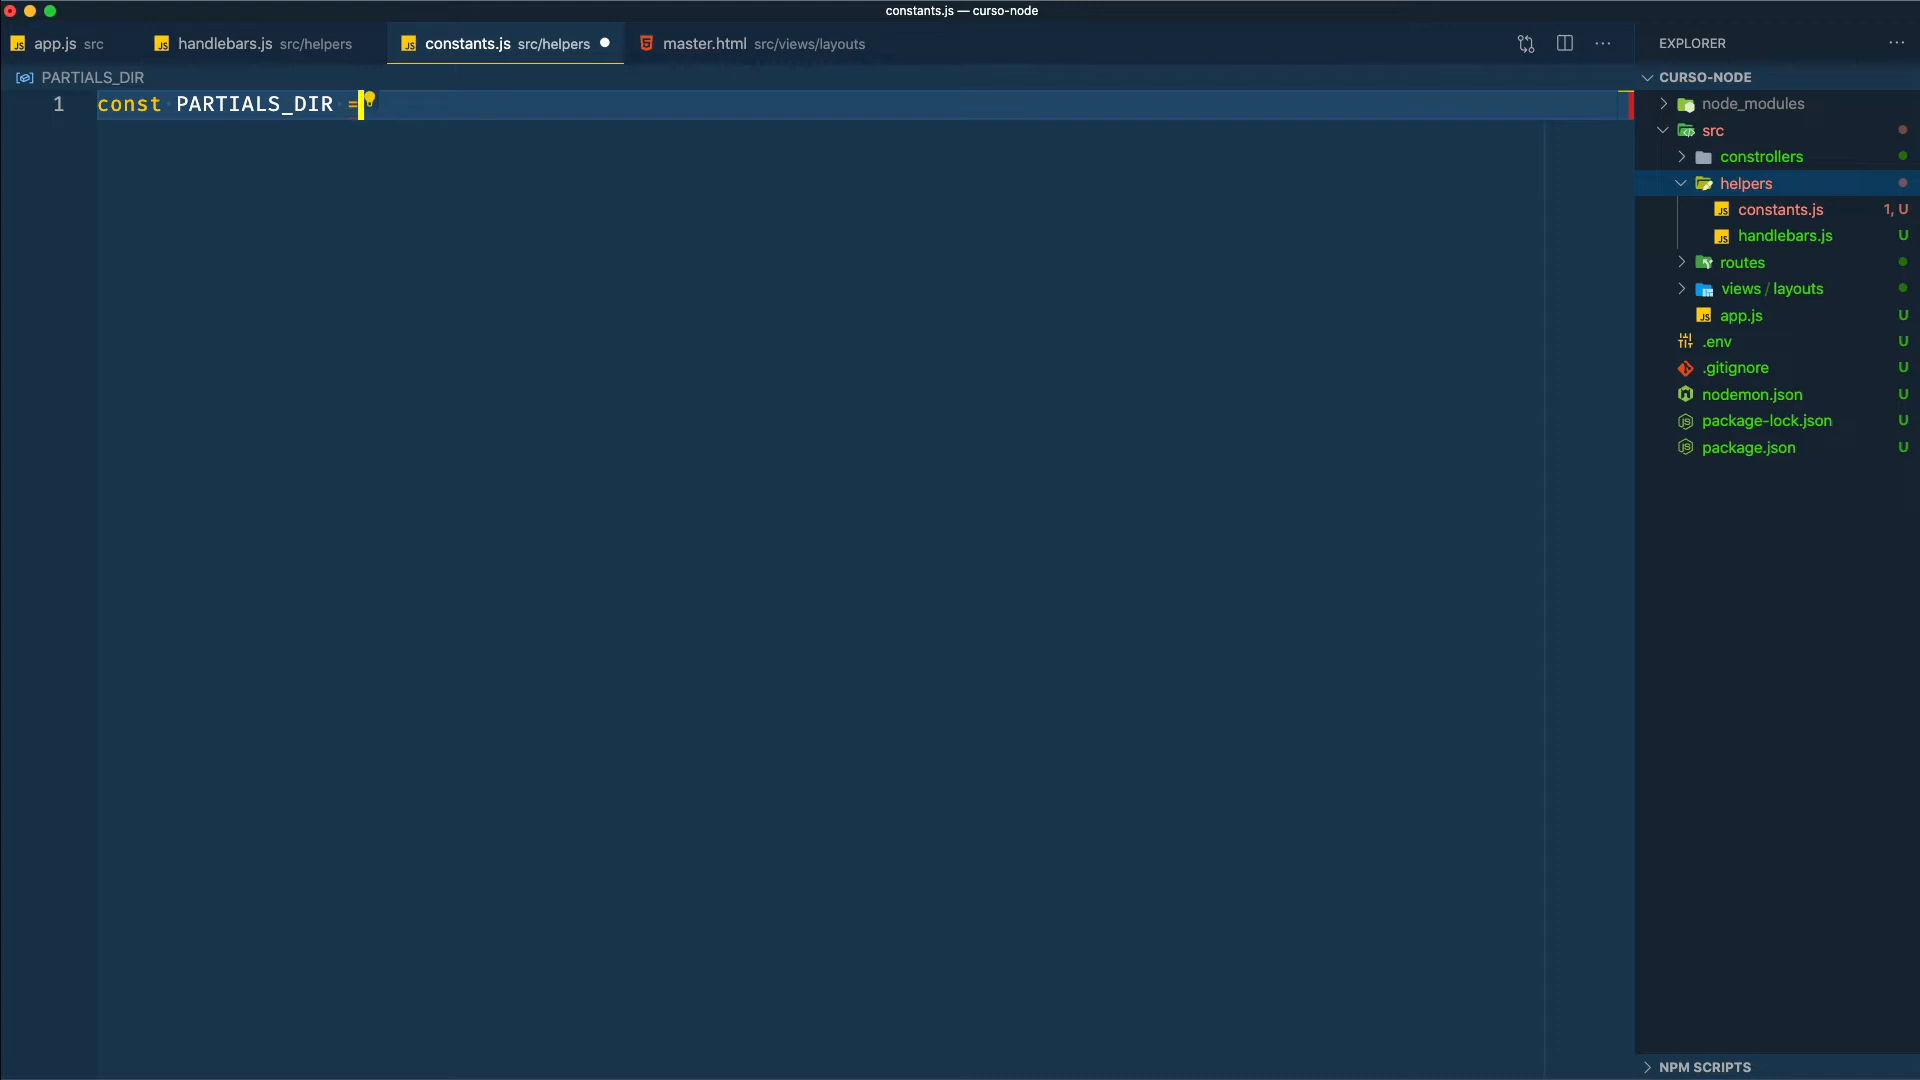 constants.js — curso-node
app.js src
handlebars.js src/helpers
constants.js src/helpers
master.html src/views/layouts
EXPLORER
PARTIALS_DIR
CURSO-NODE
1 const PARTIALS_DIR =
node_modules
src
constrollers
helpers
constants.js 1, U
handlebars.js U
routes
views / layouts
app.js U
.env U
.gitignore U
nodemon.json U
package-lock.json U
package.json U
NPM SCRIPTS